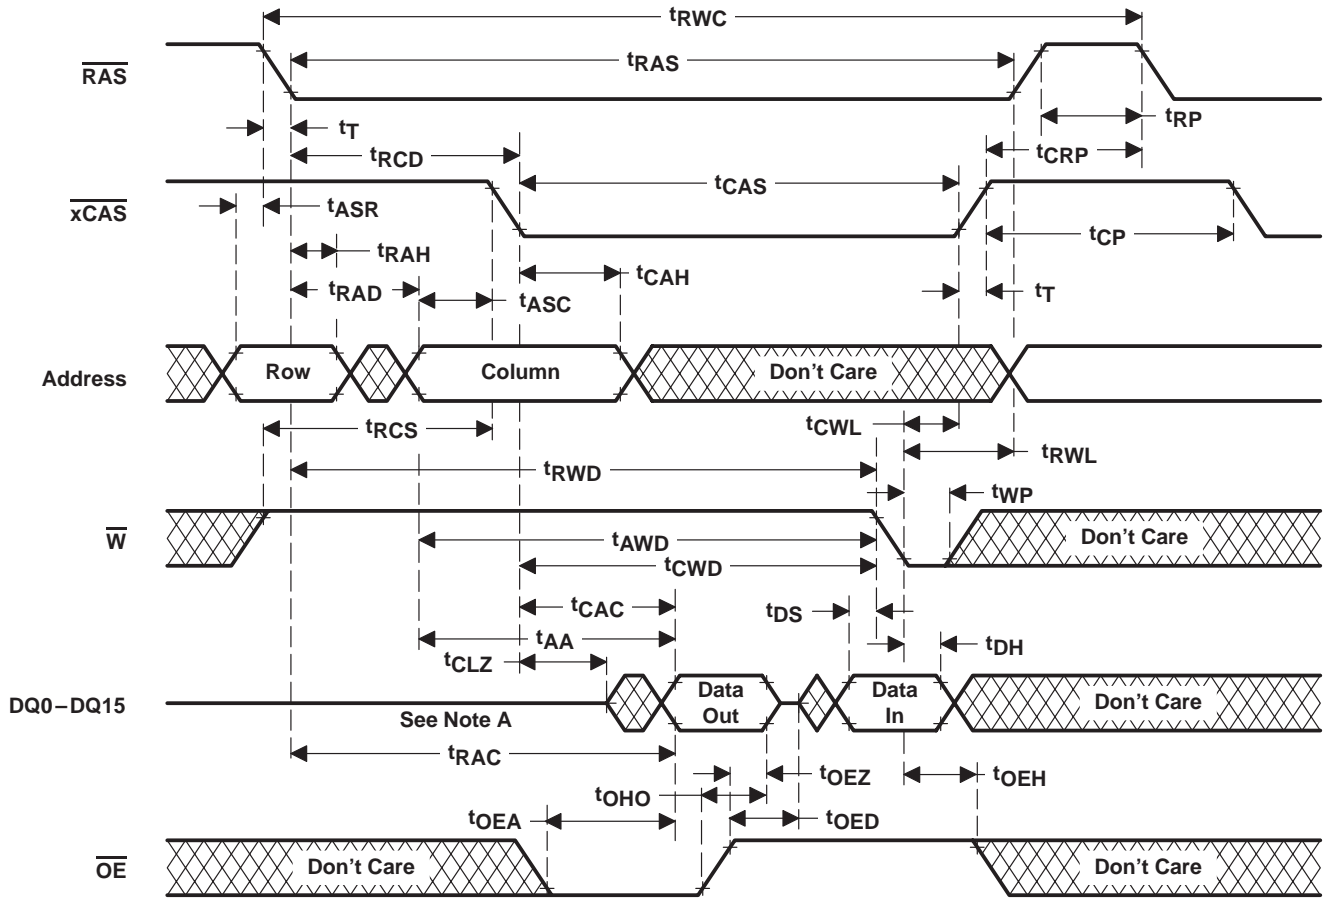 tRWC
RAS
tRAS
tT
tRP
tRCD
tCRP
xCAS
tCAS
tASR
tCP
tRAH
tRAD
tCAH
tASC
tT
Address
Row
Column
Don't Care
tRCS
tCWL
tRWL
tRWD
tWP
W
tAWD
Don't Care
tCWD
tCAC
tDS
tAA
tDH
tCLZ
DQ0–DQ15
See Note A
Data Out
Data In
Don't Care
tRAC
tOEZ
tOEH
tOHO
tOEA
tOED
OE
Don't Care
Don't Care